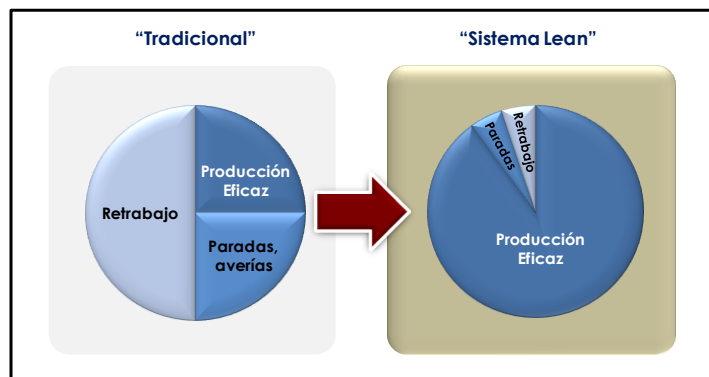 “Tradicional”
“Sistema Lean”
Producción
Eficaz
Retrabajo
Paradas,
averías
Paradas
Retrabajo
Producción
Eficaz